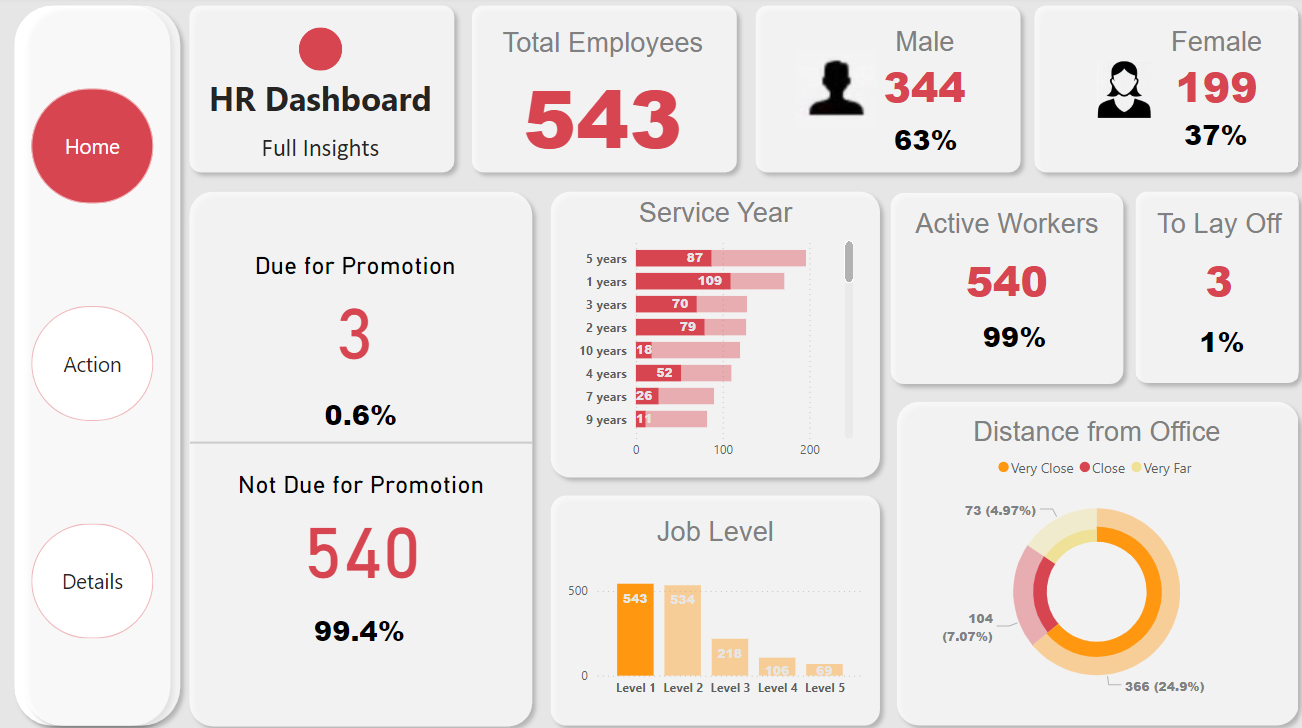 Home
Action
Details
HR Dashboard
Full Insights
Total Employees
543
Male
344
63%
Female
199
37%
Due for Promotion
3
0.6%
Not Due for Promotion
540
99.4%
Service Year
5 years 87
1 years 109
3 years 70
2 years 79
10 years 18
4 years 52
7 years 26
9 years 11
0 100 200
Active Workers
540
99%
To Lay Off
3
1%
Job Level
500
0
543 534 218 106 69
Level 1 Level 2 Level 3 Level 4 Level 5
Distance from Office
Very Close Close Very Far
73 (4.97%)
104
(7.07%)
366 (24.9%)